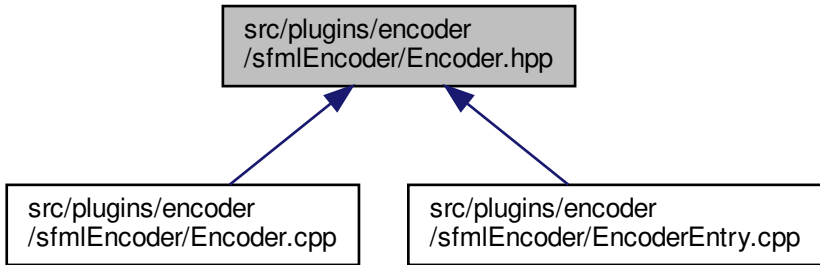 src/plugins/encoder
/sfmlEncoder/Encoder.hpp
src/plugins/encoder
/sfmlEncoder/Encoder.cpp
src/plugins/encoder
/sfmlEncoder/EncoderEntry.cpp